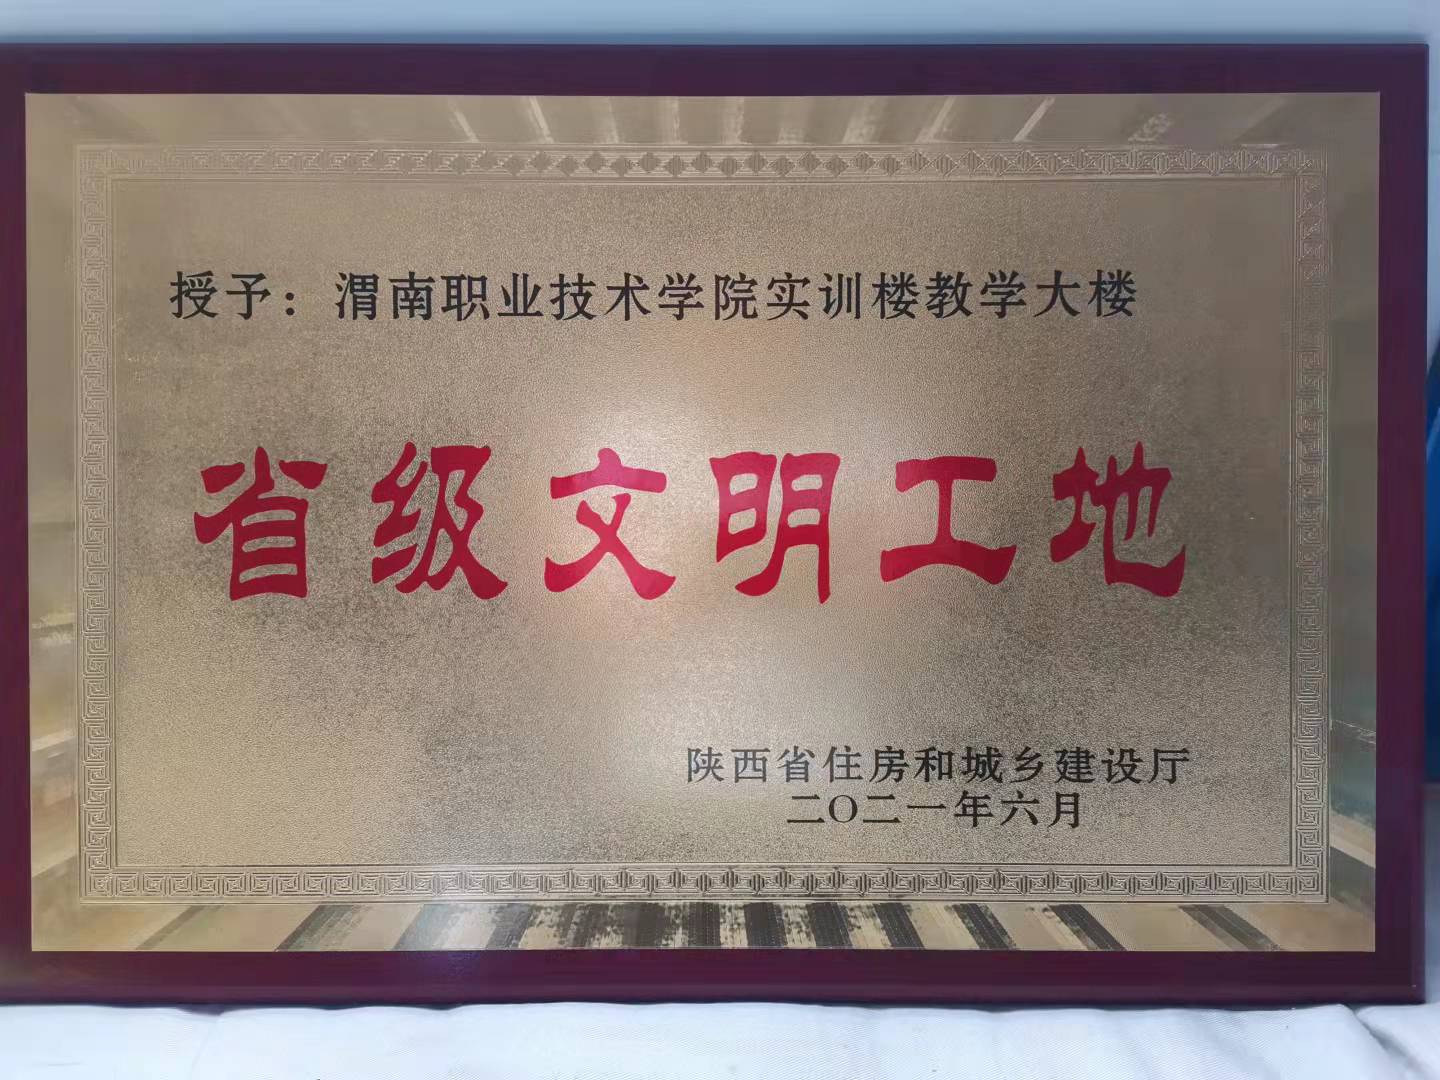 授予：渭南职业技术学院实训楼教学大楼
省级文明工地
陕西省住房和城乡建设厅
二〇二一年六月